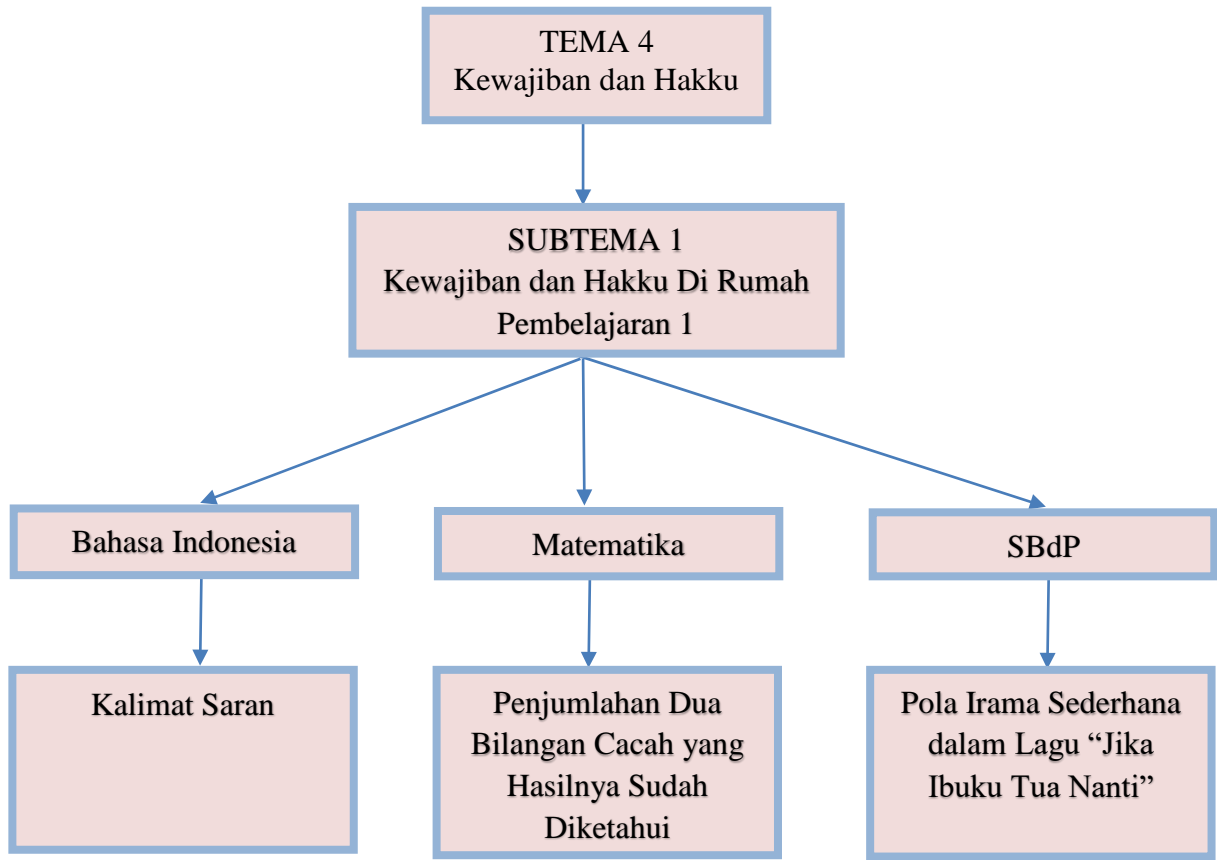 TEMA 4
Kewajiban dan Hakku
SUBTEMA 1
Kewajiban dan Hakku Di Rumah
Pembelajaran 1
Bahasa Indonesia
Matematika
SBdP
Kalimat Saran
Penjumlahan Dua
Bilangan Cacah yang
Hasilnya Sudah
Diketahui
Pola Irama Sederhana
dalam Lagu “Jika
Ibuku Tua Nanti”